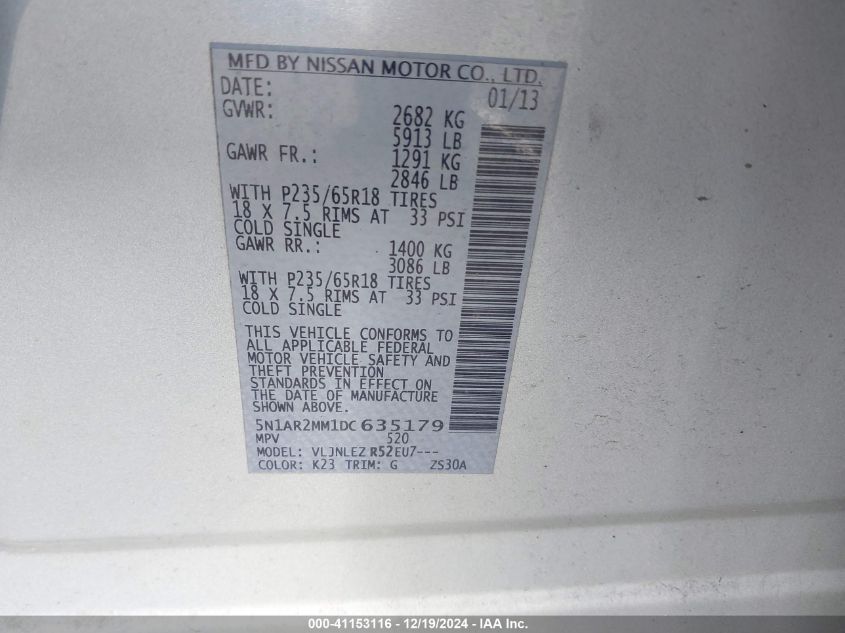 MFD BY NISSAN MOTOR CO., LTD.
DATE: 01/13
GVWR: 2682 KG
5913 LB
GAWR FR.: 1291 KG
2846 LB
WITH P235/65R18 TIRES
18 X 7.5 RIMS AT 33 PSI
COLD SINGLE
GAWR RR.: 1400 KG
3086 LB
WITH P235/65R18 TIRES
18 X 7.5 RIMS AT 33 PSI
COLD SINGLE
THIS VEHICLE CONFORMS TO
ALL APPLICABLE FEDERAL
MOTOR VEHICLE SAFETY AND
THEFT PREVENTION
STANDARDS IN EFFECT ON
THE DATE OF MANUFACTURE
SHOWN ABOVE.
5N1AR2MM1DC635179
MPV 520
MODEL: VLJNLEZ R52EU7---
COLOR: K23 TRIM: G ZS30A
000-41153116 - 12/19/2024 - IAA Inc.